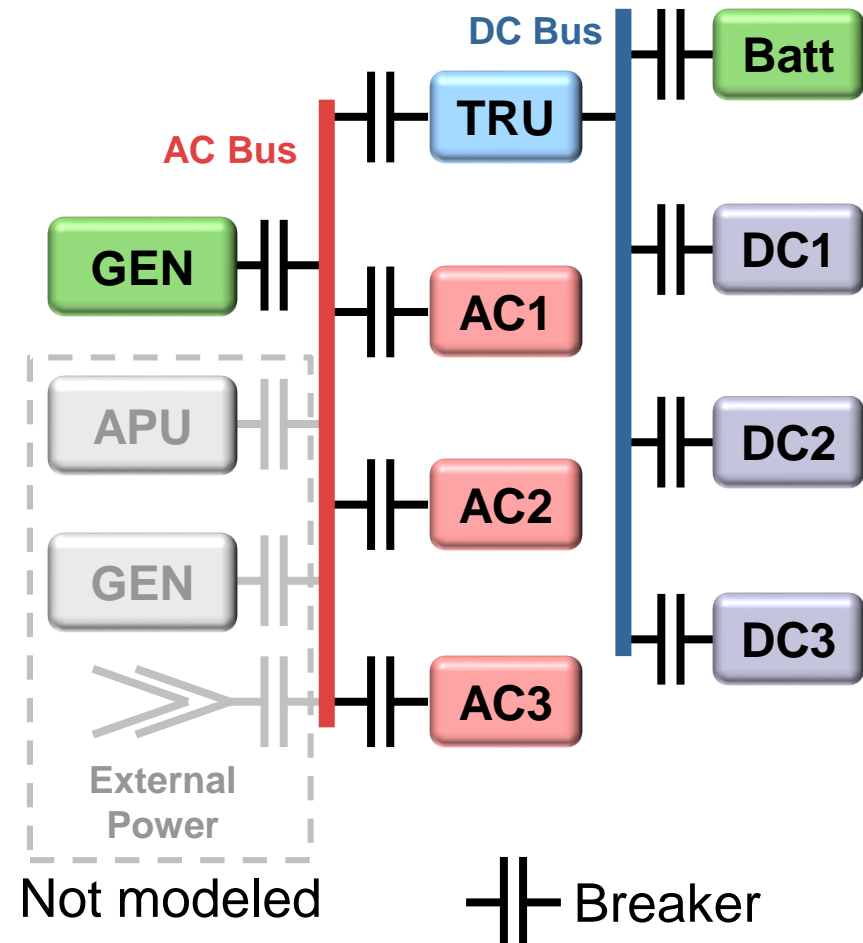 DC Bus
Batt
TRU
AC Bus
GEN
AC1
DC1
APU
DC2
AC2
GEN
DC3
AC3
External
Power
Not modeled
Breaker